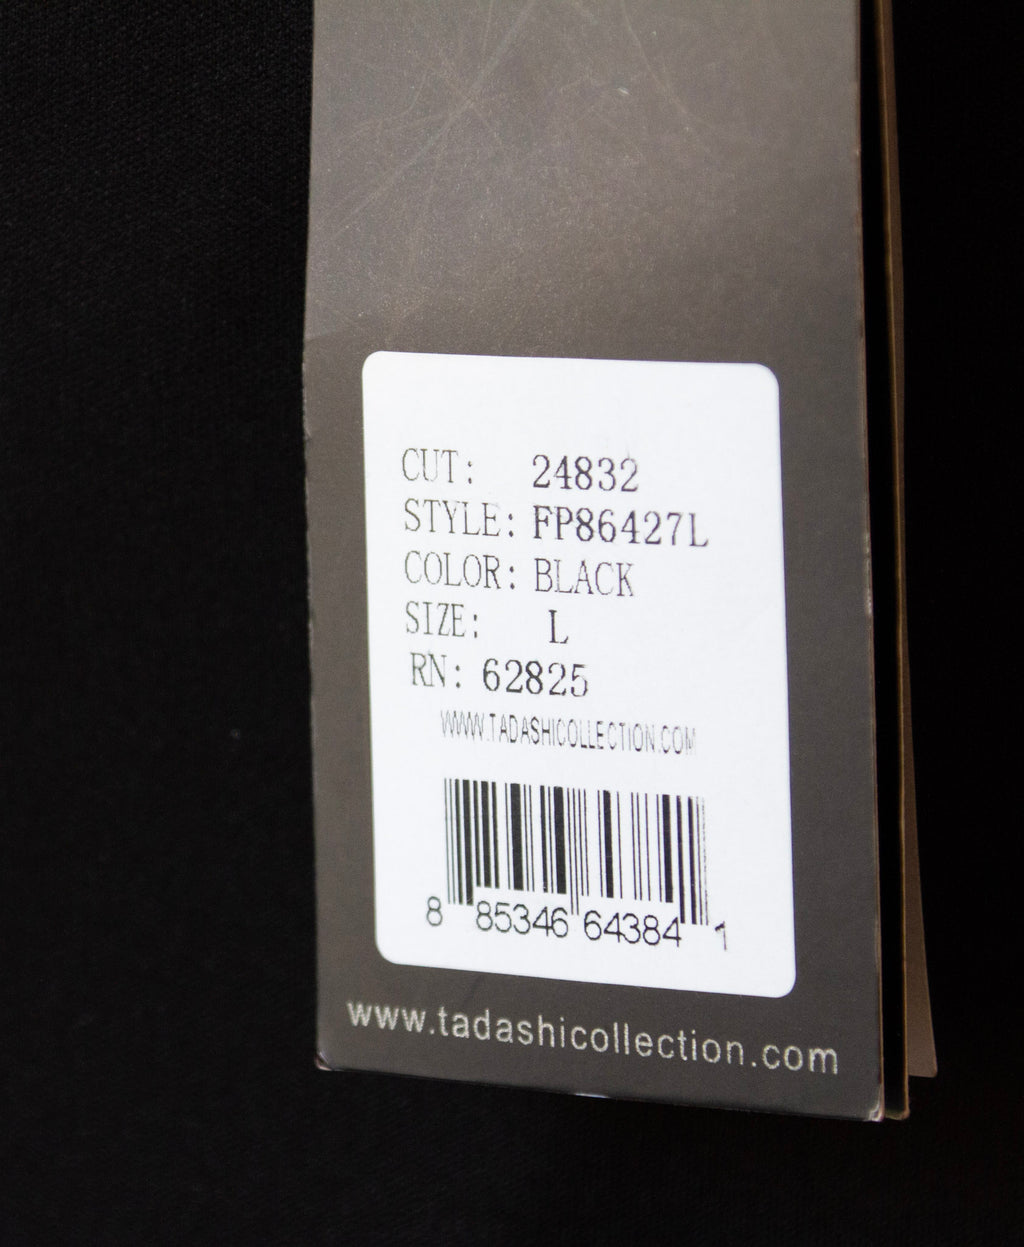 CUT: 24832
STYLE: FP86427L
COLOR: BLACK
SIZE: L
RN: 62825
WWW.TADASHICOLLECTION.COM
8 85346 64384 1
www.tadashicollection.com